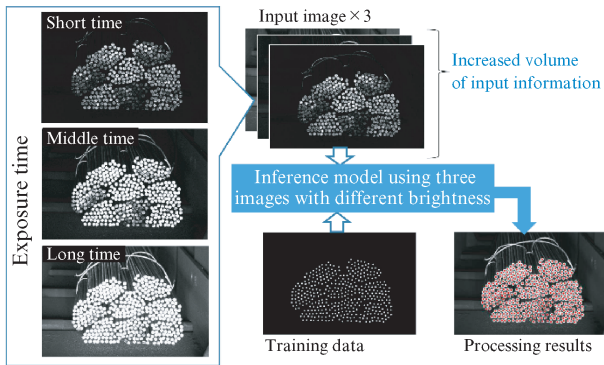 Exposure time
Short time
Middle time
Long time
Input image × 3
Increased volume
of input information
Inference model using three
images with different brightness
Training data
Processing results